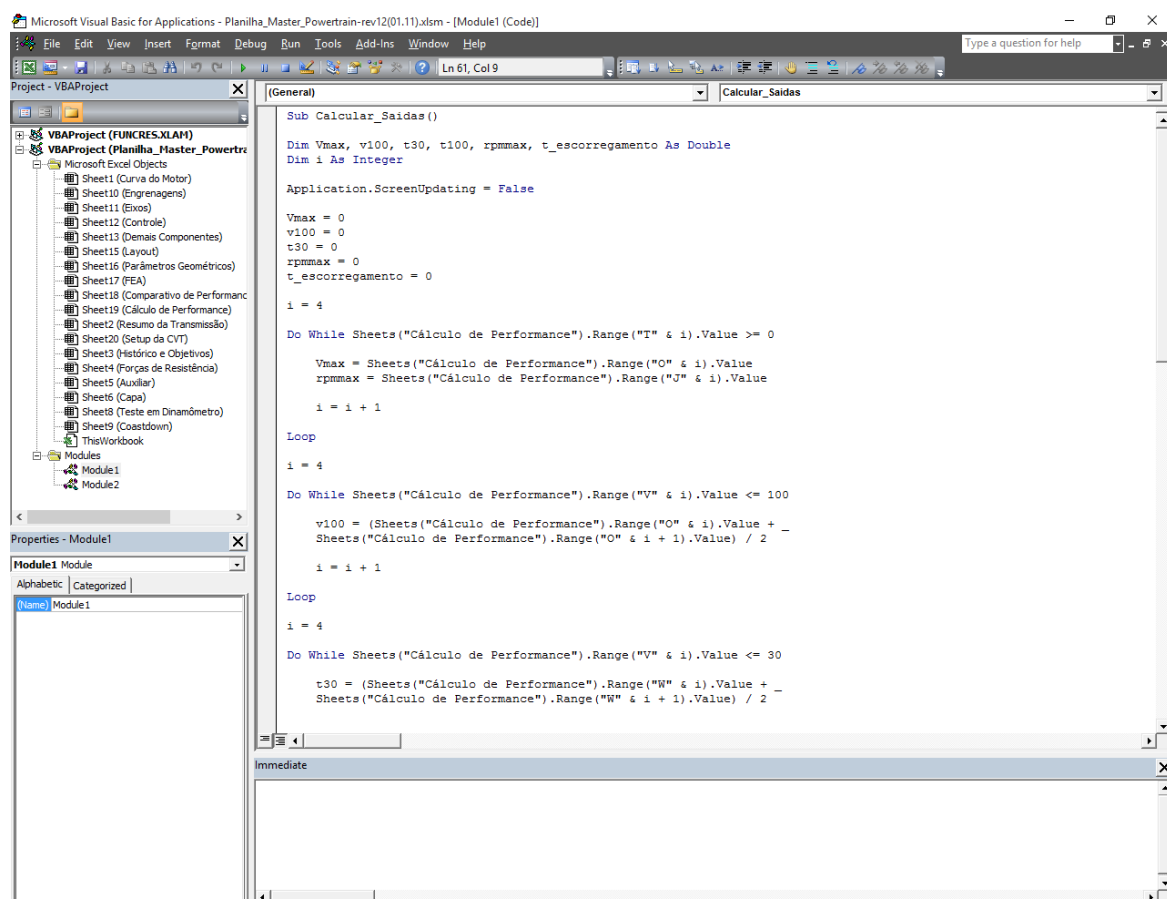 Microsoft Visual Basic for Applications - Planilha_Master_Powertrain-rev12(01.11).xlsm - [Module1 (Code)]
File Edit View Insert Format Debug Run Tools Add-Ins Window Help
Type a question for help
Ln 61, Col 9
Project - VBAProject
VBAProject (FUNCRES.XLAM)
VBAProject (Planilha_Master_Powertra
Microsoft Excel Objects
Sheet1 (Curva do Motor)
Sheet10 (Engrenagens)
Sheet11 (Eixos)
Sheet12 (Controle)
Sheet13 (Demais Componentes)
Sheet15 (Layout)
Sheet16 (Parâmetros Geométricos)
Sheet17 (FEA)
Sheet18 (Comparativo de Performanc
Sheet19 (Cálculo de Performance)
Sheet2 (Resumo da Transmissão)
Sheet20 (Setup da CVT)
Sheet3 (Histórico e Objetivos)
Sheet4 (Forças de Resistência)
Sheet5 (Auxiliar)
Sheet6 (Capa)
Sheet8 (Teste em Dinamômetro)
Sheet9 (Coastdown)
ThisWorkbook
Modules
Module1
Module2
Properties - Module1
Module1 Module
Alphabetic Categorized
(Name) Module1
(General)
Calcular_Saidas
Sub Calcular_Saidas()
Dim Vmax, v100, t30, t100, rpmmax, t_escorregamento As Double
Dim i As Integer
Application.ScreenUpdating = False
Vmax = 0
v100 = 0
t30 = 0
rpmmax = 0
t_escorregamento = 0
i = 4
Do While Sheets("Cálculo de Performance").Range("T" & i).Value >= 0
Vmax = Sheets("Cálculo de Performance").Range("O" & i).Value
rpmmax = Sheets("Cálculo de Performance").Range("J" & i).Value
i = i + 1
Loop
i = 4
Do While Sheets("Cálculo de Performance").Range("V" & i).Value <= 100
v100 = (Sheets("Cálculo de Performance").Range("O" & i).Value + _
Sheets("Cálculo de Performance").Range("O" & i + 1).Value) / 2
i = i + 1
Loop
i = 4
Do While Sheets("Cálculo de Performance").Range("V" & i).Value <= 30
t30 = (Sheets("Cálculo de Performance").Range("W" & i).Value + _
Sheets("Cálculo de Performance").Range("W" & i + 1).Value) / 2
Immediate